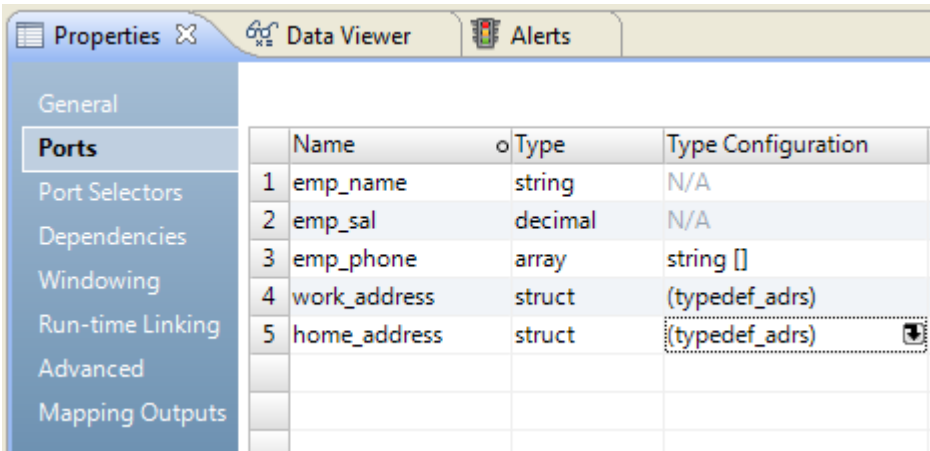 Properties Data Viewer Alerts
General
Ports
Port Selectors
Dependencies
Windowing
Run-time Linking
Advanced
Mapping Outputs
Name Type Type Configuration
1 emp_name string N/A
2 emp_sal decimal N/A
3 emp_phone array string []
4 work_address struct (typedef_adrs)
5 home_address struct (typedef_adrs)